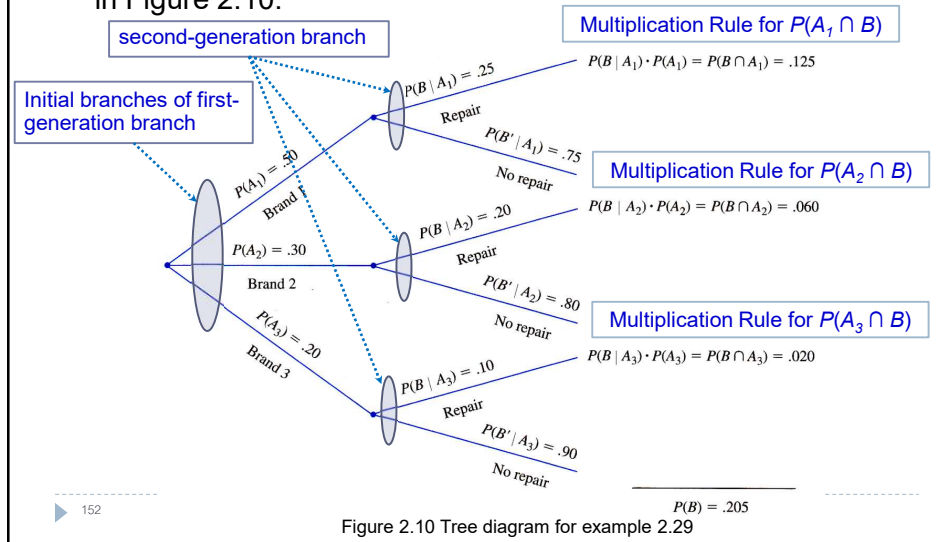 in Figure 2.10.
second-generation branch
Multiplication Rule for P(A₁ ∩ B)
P(B | A₁) · P(A₁) = P(B ∩ A₁) = .125
Initial branches of first-
generation branch
P(B | A₁) = .25
Repair
P(B′ | A₁) = .75
No repair
P(A₁) = .50
Brand 1
Multiplication Rule for P(A₂ ∩ B)
P(B | A₂) · P(A₂) = P(B ∩ A₂) = .060
P(B | A₂) = .20
Repair
P(A₂) = .30
Brand 2
P(B′ | A₂) = .80
No repair
Multiplication Rule for P(A₃ ∩ B)
P(A₃) = .20
Brand 3
P(B | A₃) · P(A₃) = P(B ∩ A₃) = .020
P(B | A₃) = .10
Repair
P(B′ | A₃) = .90
No repair
P(B) = .205
152
Figure 2.10 Tree diagram for example 2.29